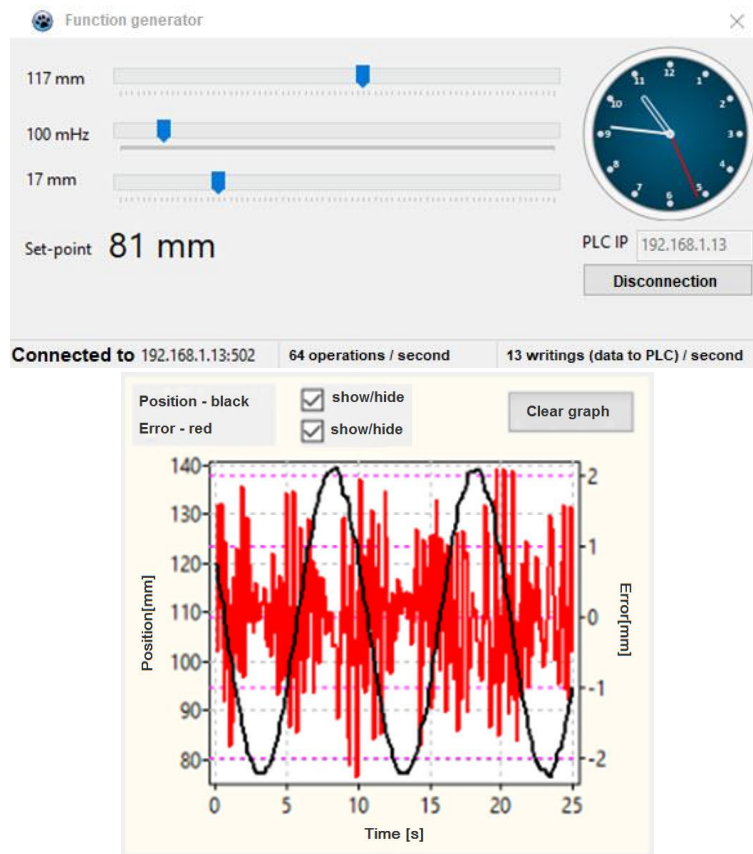 Function generator
117 mm
100 mHz
17 mm
Set-point 81 mm
12
1
2
3
4
5
6
7
8
9
10
11
PLC IP 192.168.1.13
Disconnection
Connected to 192.168.1.13:502 64 operations / second 13 writings (data to PLC) / second
Position - black show/hide
Error - red show/hide
Clear graph
140
130
120
110
100
90
80
Position[mm]
2
1
0
-1
-2
Error[mm]
0 5 10 15 20 25
Time [s]